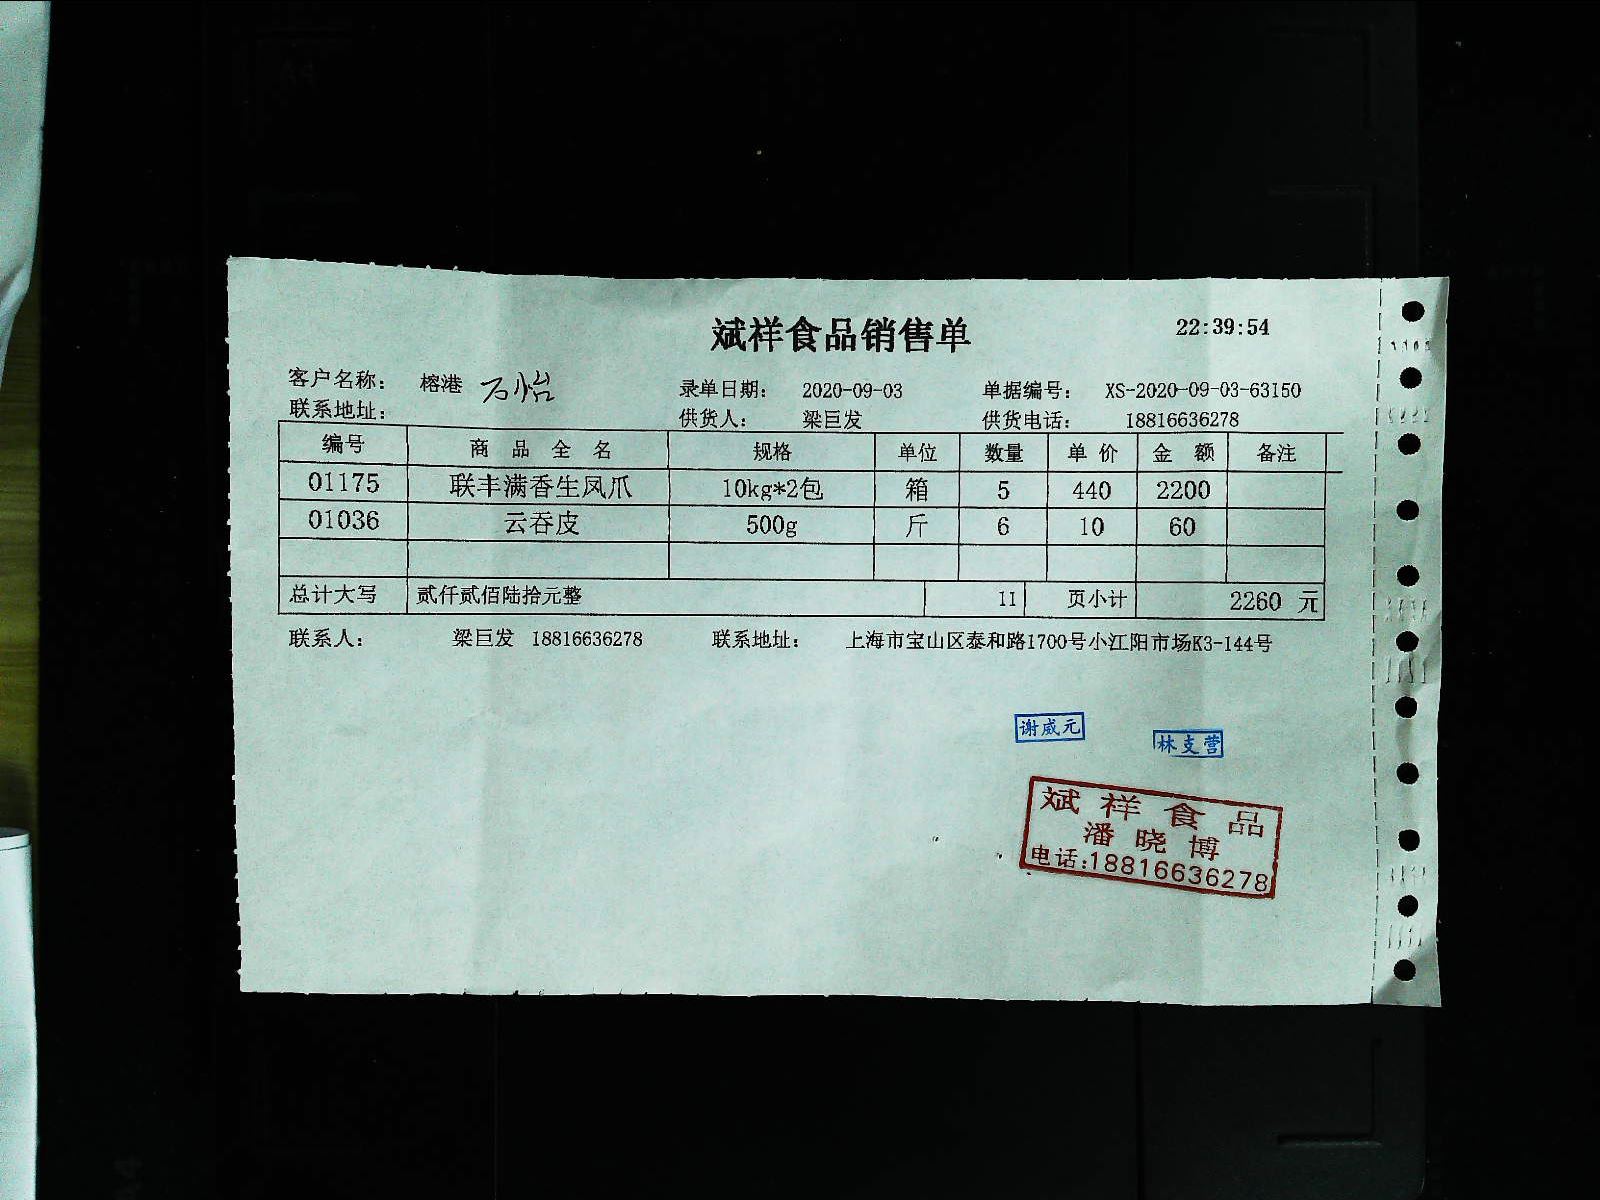 斌祥食品销售单
22:39:54
客户名称: 榕港
录单日期: 2020-09-03 单据编号: XS-2020-09-03-63150
联系地址:
供货人: 梁巨发 供货电话: 18816636278
编号 商品全名 规格 单位 数量 单价 金额 备注
01175 联丰满香生凤爪 10kg*2包 箱 5 440 2200
01036 云吞皮 500g 斤 6 10 60
总计大写 贰仟贰佰陆拾元整 11 页小计 2260 元
联系人: 梁巨发 18816636278 联系地址: 上海市宝山区泰和路1700号小江阳市场K3-144号
谢威元
林支营
斌祥食品
潘晓博
电话:18816636278